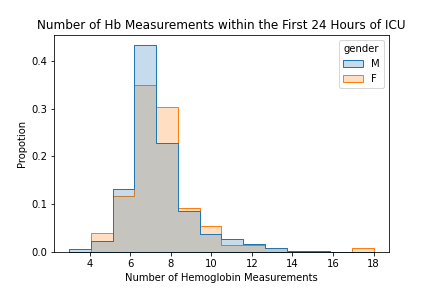 Number of Hb Measurements within the First 24 Hours of ICU
gender
M
F
Propotion
0.4
0.3
0.2
0.1
0.0
4 6 8 10 12 14 16 18
Number of Hemoglobin Measurements